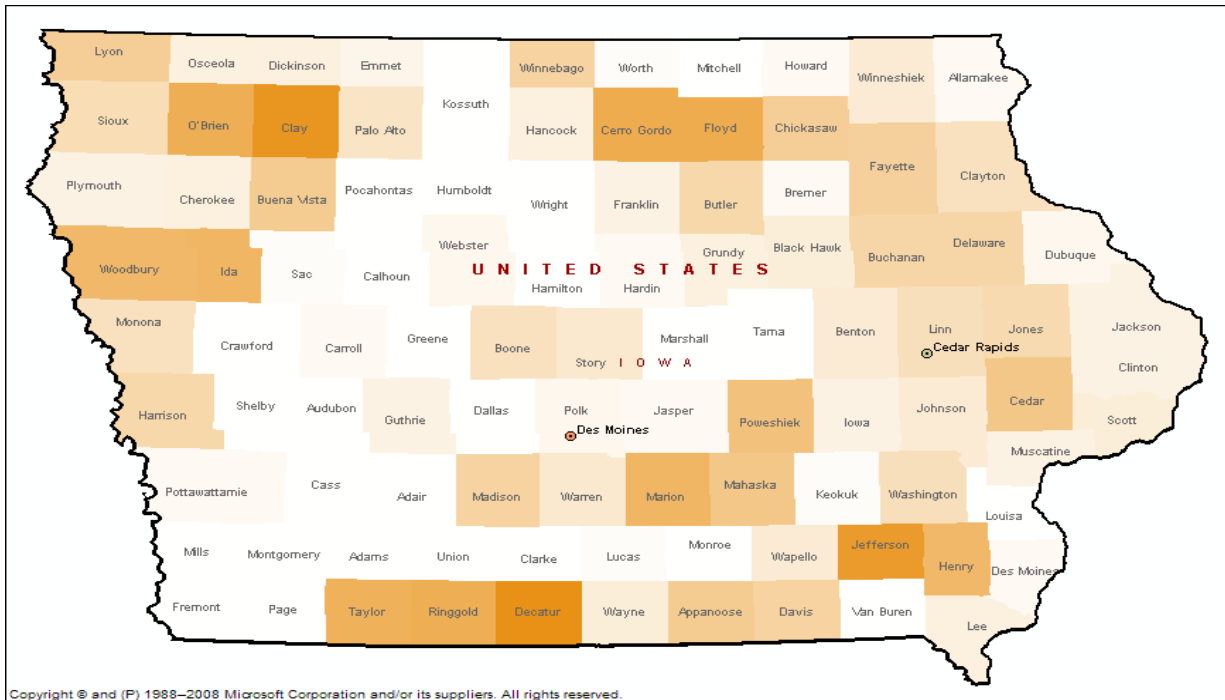 Lyon
Osceola
Dickinson
Emmet
Kossuth
Winnebago
Worth
Mitchell
Howard
Winneshiek
Allamakee
Sioux
O'Brien
Clay
Palo Alto
Hancock
Cerro Gordo
Floyd
Chickasaw
Fayette
Clayton
Plymouth
Cherokee
Buena Vista
Pocahontas
Humboldt
Wright
Franklin
Butler
Bremer
Woodbury
Ida
Sac
Calhoun
Webster
Hamilton
Hardin
Grundy
Black Hawk
Buchanan
Delaware
Dubuque
UNITED STATES
Monona
Crawford
Carroll
Greene
Boone
Story
IOWA
Marshall
Tama
Benton
Linn
Cedar Rapids
Jones
Jackson
Clinton
Harrison
Shelby
Audubon
Guthrie
Dallas
Polk
Des Moines
Jasper
Poweshiek
Iowa
Johnson
Cedar
Scott
Muscatine
Pottawattamie
Cass
Adair
Madison
Warren
Marion
Mahaska
Keokuk
Washington
Louisa
Mills
Montgomery
Adams
Union
Clarke
Lucas
Monroe
Wapello
Jefferson
Henry
Des Moines
Fremont
Page
Taylor
Ringgold
Decatur
Wayne
Appanoose
Davis
Van Buren
Lee
Copyright © and (P) 1988–2008 Microsoft Corporation and/or its suppliers. All rights reserved.